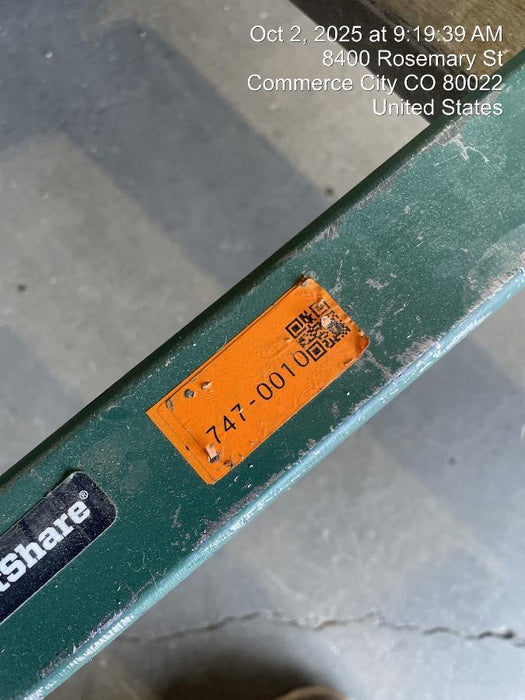 Oct 2, 2025 at 9:19:39 AM
8400 Rosemary St
Commerce City CO 80022
United States
747-0010
Share®